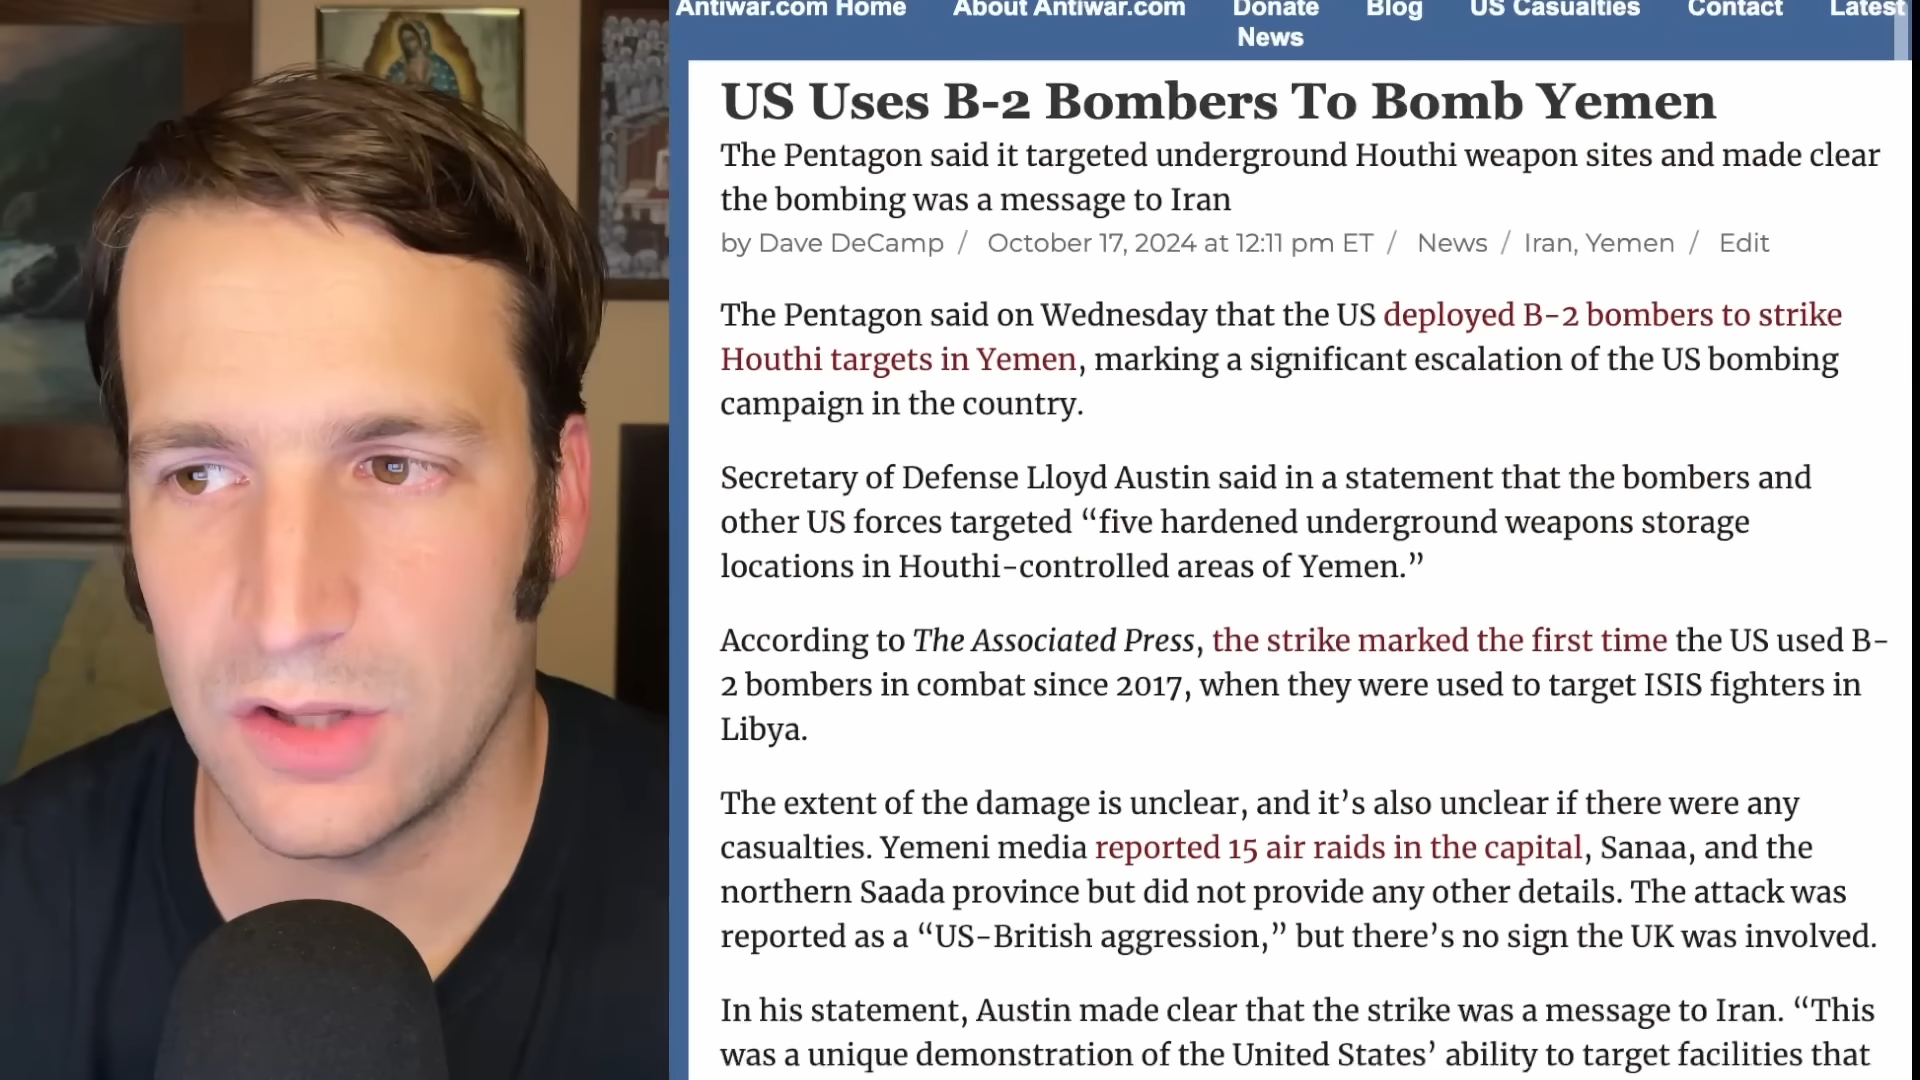 Antiwar.com Home About Antiwar.com Donate Blog US Casualties Contact Latest
News
US Uses B-2 Bombers To Bomb Yemen
The Pentagon said it targeted underground Houthi weapon sites and made clear
the bombing was a message to Iran
by Dave DeCamp / October 17, 2024 at 12:11 pm ET / News / Iran, Yemen / Edit
The Pentagon said on Wednesday that the US deployed B-2 bombers to strike
Houthi targets in Yemen, marking a significant escalation of the US bombing
campaign in the country.
Secretary of Defense Lloyd Austin said in a statement that the bombers and
other US forces targeted “five hardened underground weapons storage
locations in Houthi-controlled areas of Yemen.”
According to The Associated Press, the strike marked the first time the US used B-
2 bombers in combat since 2017, when they were used to target ISIS fighters in
Libya.
The extent of the damage is unclear, and it’s also unclear if there were any
casualties. Yemeni media reported 15 air raids in the capital, Sanaa, and the
northern Saada province but did not provide any other details. The attack was
reported as a “US-British aggression,” but there’s no sign the UK was involved.
In his statement, Austin made clear that the strike was a message to Iran. “This
was a unique demonstration of the United States’ ability to target facilities that